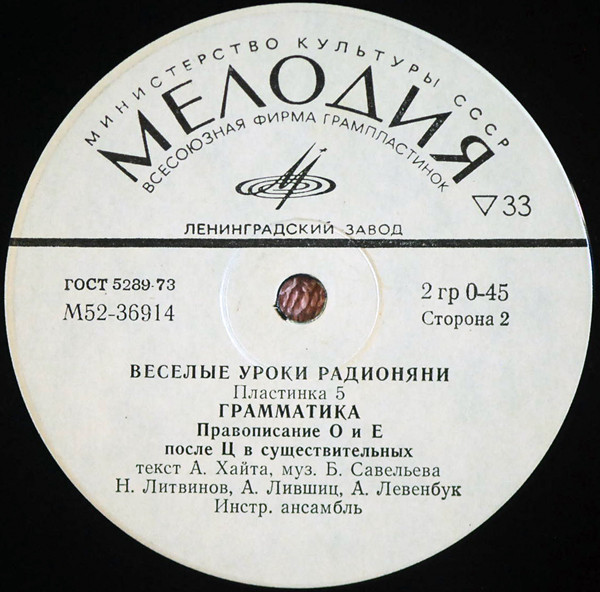 МИНИСТЕРСТВО КУЛЬТУРЫ СССР
МЕЛОДИЯ
ВСЕСОЮЗНАЯ ФИРМА ГРАМПЛАСТИНОК
▽33
ЛЕНИНГРАДСКИЙ ЗАВОД
ГОСТ 5289-73
М52-36914
2 гр 0-45
Сторона 2
ВЕСЕЛЫЕ УРОКИ РАДИОНЯНИ
Пластинка 5
ГРАММАТИКА
Правописание О и Е
после Ц в существительных
текст А. Хайта, муз. Б. Савельева
Н. Литвинов, А. Лившиц, А. Левенбук
Инстр. ансамбль